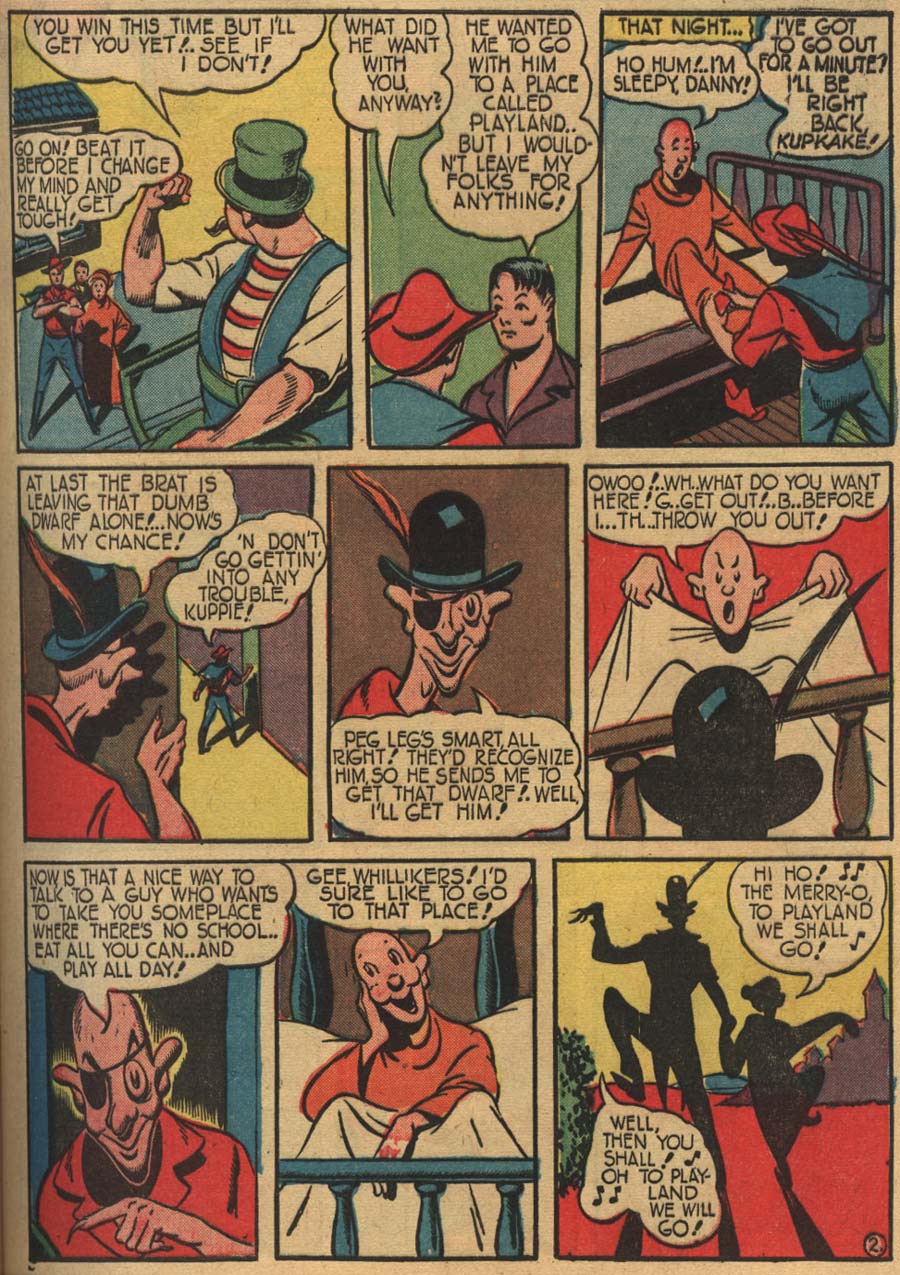 YOU WIN THIS TIME BUT I'LL
GET YOU YET!.. SEE IF
I DON'T!
GO ON! BEAT IT
BEFORE I CHANGE
MY MIND AND
REALLY GET
TOUGH!
WHAT DID
HE WANT
WITH
YOU,
ANYWAY?
HE WANTED
ME TO GO
WITH HIM
TO A PLACE
CALLED
PLAYLAND..
BUT I WOULD-
N'T LEAVE MY
FOLKS FOR
ANYTHING!
THAT NIGHT...
HO HUM!..I'M
SLEEPY, DANNY!
I'VE GOT
TO GO OUT
FOR A MINUTE?
I'LL BE
RIGHT
BACK,
KUPKAKE!
AT LAST THE BRAT IS
LEAVING THAT DUMB
DWARF ALONE!...NOW'S
MY CHANCE!
'N DON'T
GO GETTIN'
INTO ANY
TROUBLE,
KUPPIE!
PEG LEG'S SMART, ALL
RIGHT! THEY'D RECOGNIZE
HIM, SO HE SENDS ME TO
GET THAT DWARF!. WELL,
I'LL GET HIM!
OWOO!..WH..WHAT DO YOU WANT
HERE! G..GET OUT!..B..BEFORE
I...TH..THROW YOU OUT!
NOW IS THAT A NICE WAY TO
TALK TO A GUY WHO WANTS
TO TAKE YOU SOMEPLACE
WHERE THERE'S NO SCHOOL..
EAT ALL YOU CAN..AND
PLAY ALL DAY!
GEE, WHILLIKERS! I'D
SURE LIKE TO GO
TO THAT PLACE!
HI HO! ♫
THE MERRY-O,
TO PLAYLAND
WE SHALL
GO! ♪
WELL,
THEN YOU
SHALL! ♪
OH TO PLAY-
♫ LAND
WE WILL
GO!
2.